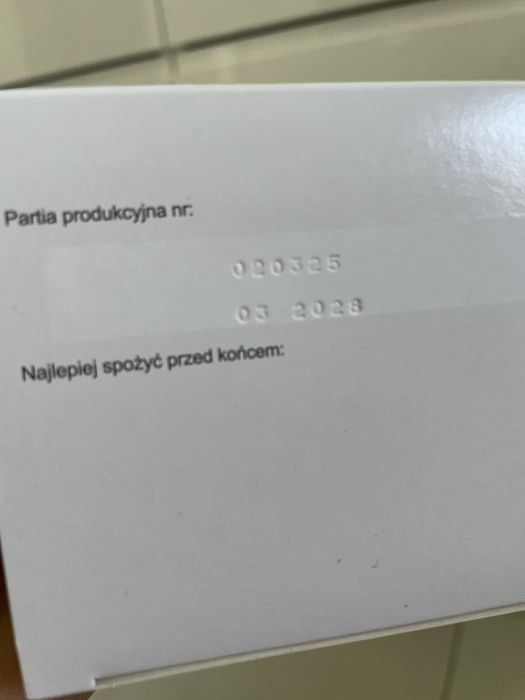 Partia produkcyjna nr:
020325
03 2028
Najlepiej spożyć przed końcem: